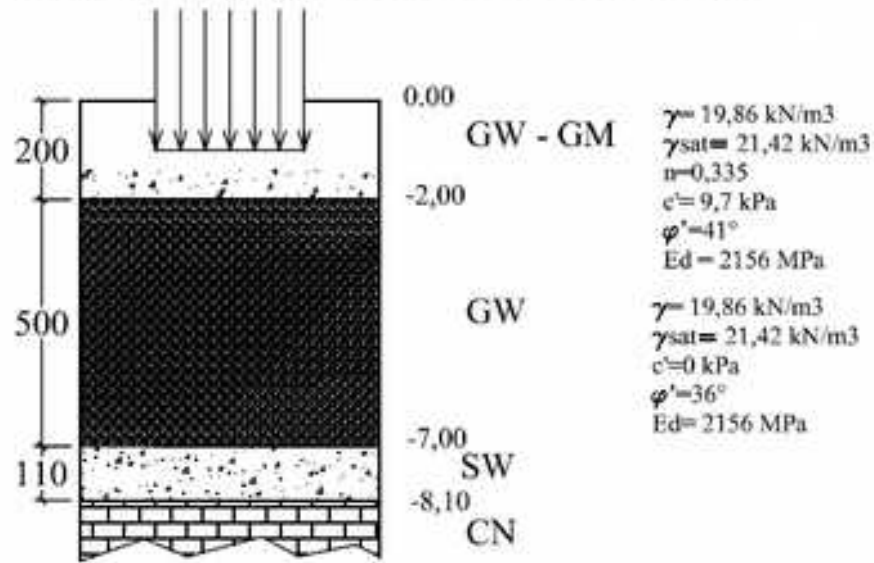 0.00
200
GW - GM
γ= 19,86 kN/m3
γsat= 21,42 kN/m3
n=0,335
c'= 9,7 kPa
φ'=41°
Ed = 2156 MPa
-2,00
500
GW
γ= 19,86 kN/m3
γsat= 21,42 kN/m3
c'=0 kPa
φ'=36°
Ed= 2156 MPa
-7,00
110
SW
-8,10
CN